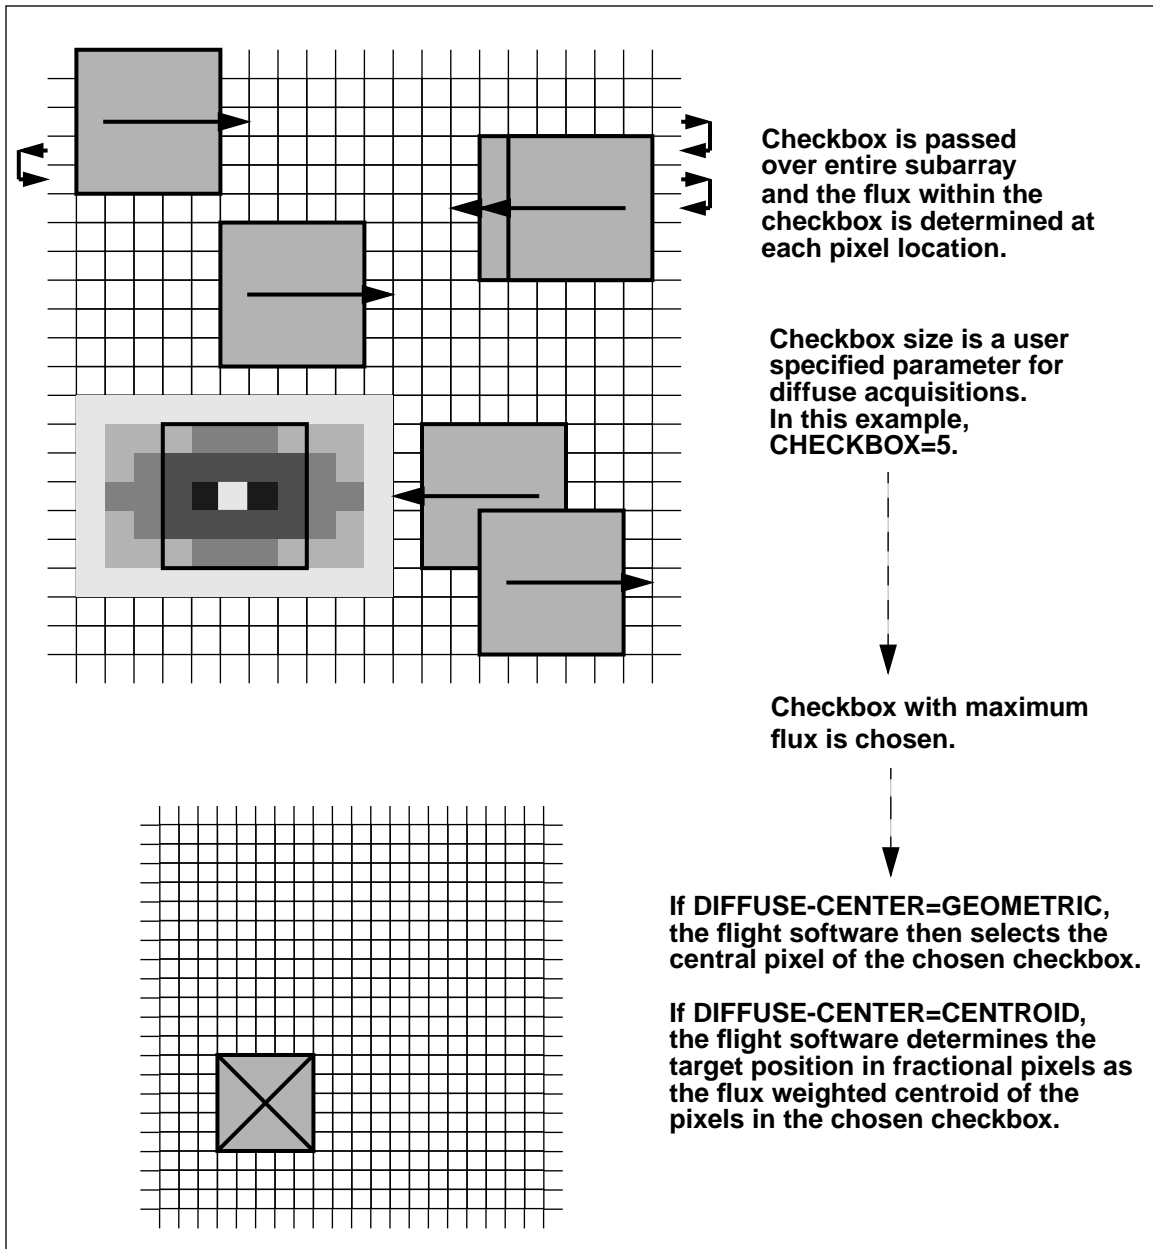 Checkbox is passed
over entire subarray
and the flux within the
checkbox is determined at
each pixel location.
Checkbox size is a user
specified parameter for
diffuse acquisitions.
In this example,
CHECKBOX=5.
Checkbox with maximum
flux is chosen.
If DIFFUSE-CENTER=GEOMETRIC,
the flight software then selects the
central pixel of the chosen checkbox.
If DIFFUSE-CENTER=CENTROID,
the flight software determines the
target position in fractional pixels as
the flux weighted centroid of the
pixels in the chosen checkbox.